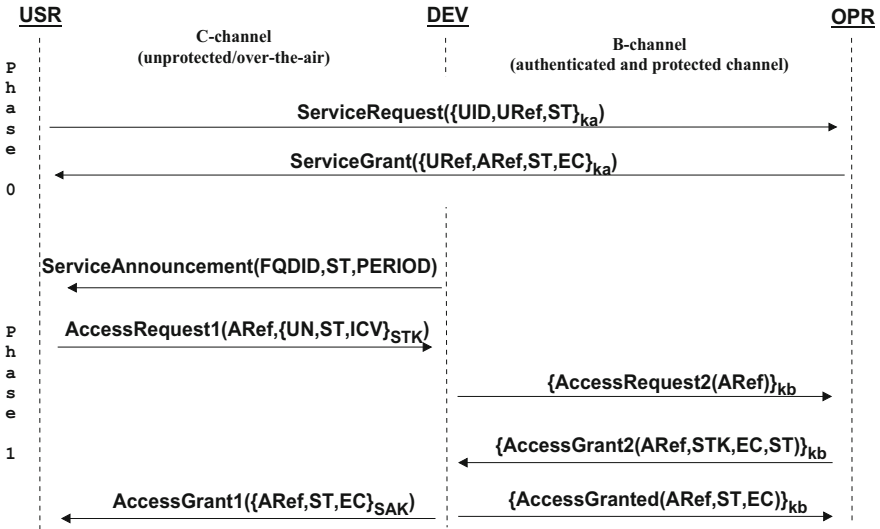 USR DEV OPR
C-channel
(unprotected/over-the-air)
B-channel
(authenticated and protected channel)
Phase 0
ServiceRequest({UID,URef,ST}ka)
ServiceGrant({URef,ARef,ST,EC}ka)
ServiceAnnouncement(FQDID,ST,PERIOD)
Phase 1
AccessRequest1(ARef,{UN,ST,ICV}STK)
{AccessRequest2(ARef)}kb
{AccessGrant2(ARef,STK,EC,ST)}kb
AccessGrant1({ARef,ST,EC}SAK) {AccessGranted(ARef,ST,EC)}kb